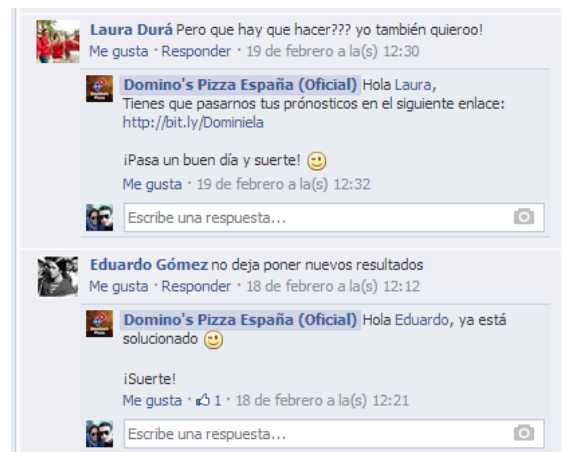 Laura Durá Pero que hay que hacer??? yo también quieroo!
Me gusta · Responder · 19 de febrero a la(s) 12:30
Domino's Pizza España (Oficial) Hola Laura,
Tienes que pasarnos tus prónosticos en el siguiente enlace:
http://bit.ly/Dominiela
¡Pasa un buen día y suerte!
Me gusta · 19 de febrero a la(s) 12:32
Escribe una respuesta...
Eduardo Gómez no deja poner nuevos resultados
Me gusta · Responder · 18 de febrero a la(s) 12:12
Domino's Pizza España (Oficial) Hola Eduardo, ya está
solucionado
¡Suerte!
Me gusta · 1 · 18 de febrero a la(s) 12:21
Escribe una respuesta...